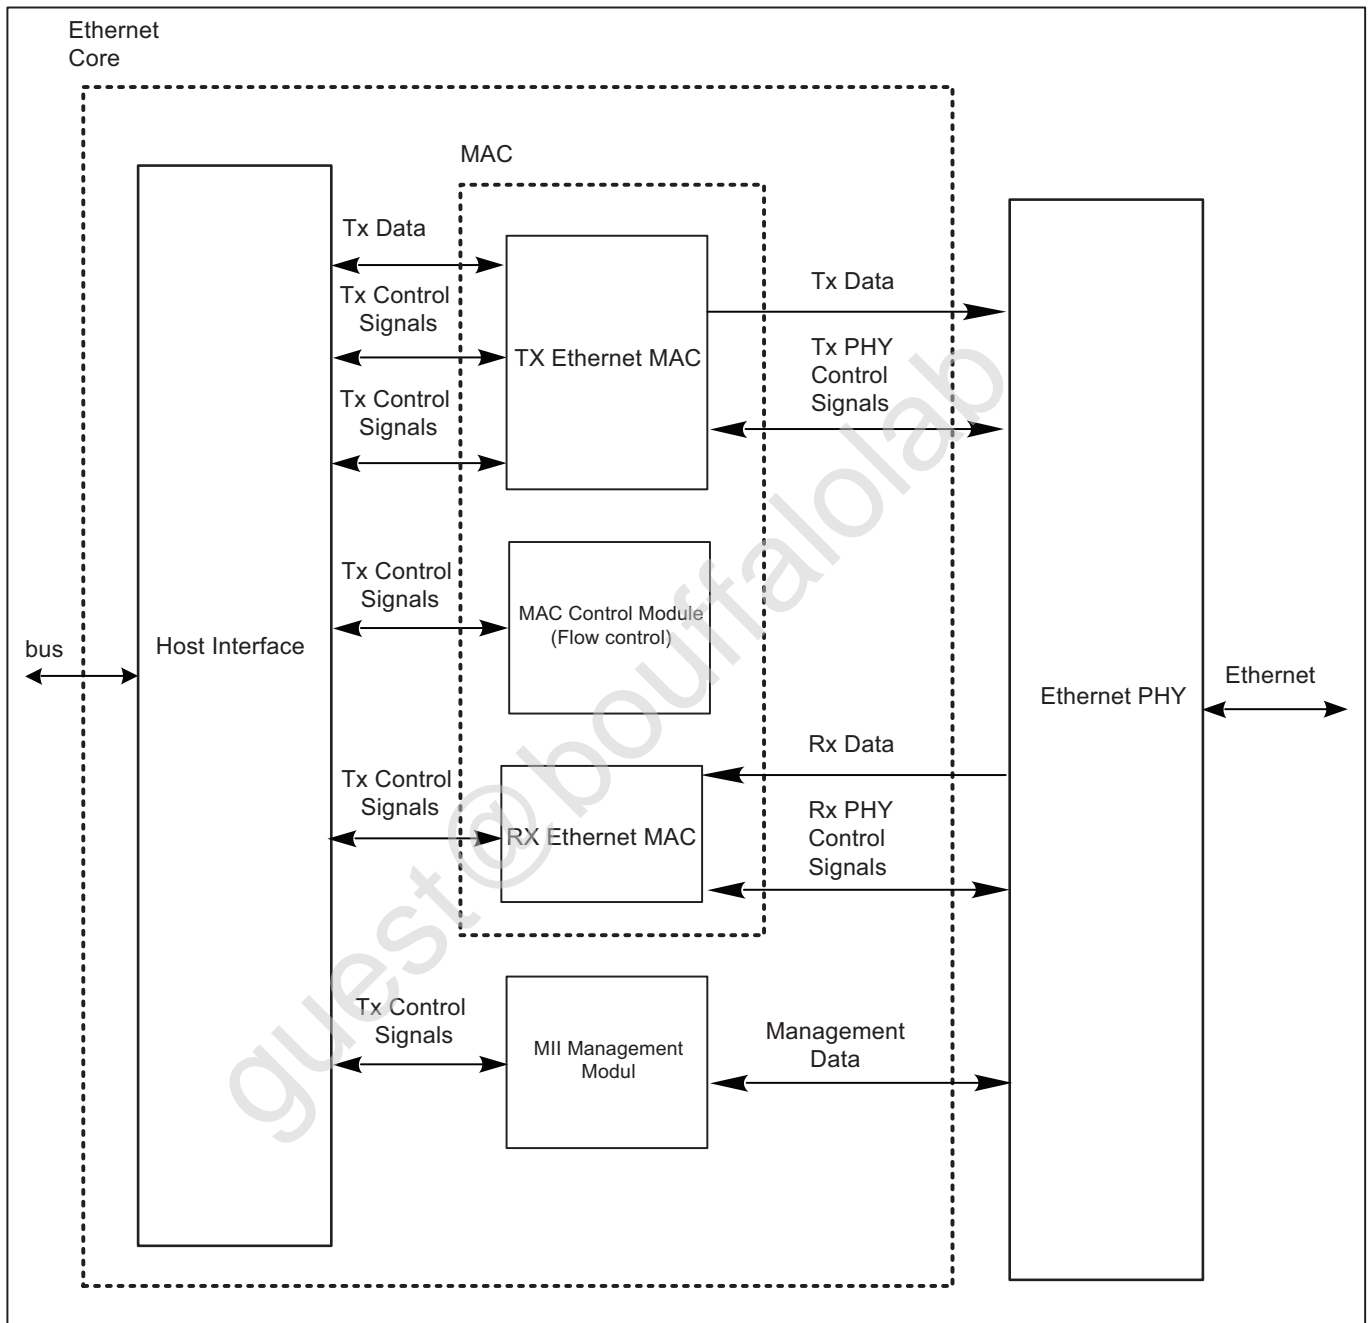 Ethernet
Core
MAC
Tx Data
Tx Control
Signals
Tx Control
Signals
TX Ethernet MAC
Tx Data
Tx PHY
Control
Signals
Tx Control
Signals
MAC Control Module
(Flow control)
bus
Host Interface
Ethernet PHY
Ethernet
Tx Control
Signals
RX Ethernet MAC
Rx Data
Rx PHY
Control
Signals
Tx Control
Signals
MII Management
Modul
Management
Data
guest@bouffalolab